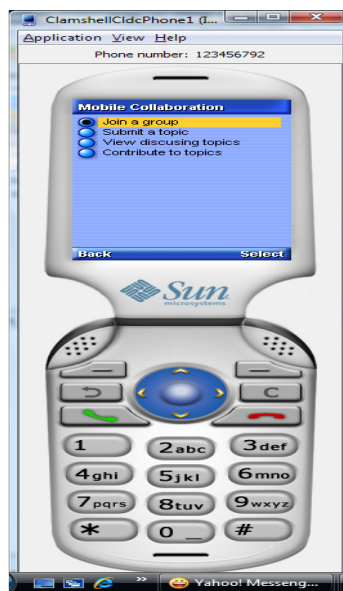 ClamshellCldcPhone1 (I...
Application View Help
Phone number: 123456792
Mobile Collaboration
Join a group
Submit a topic
View discusing topics
Contribute to topics
Back Select
Sun
microsystems
C
1 2abc 3def
4ghi 5jkl 6mno
7pqrs 8tuv 9wxyz
* 0 _ #
» Yahoo! Messeng...